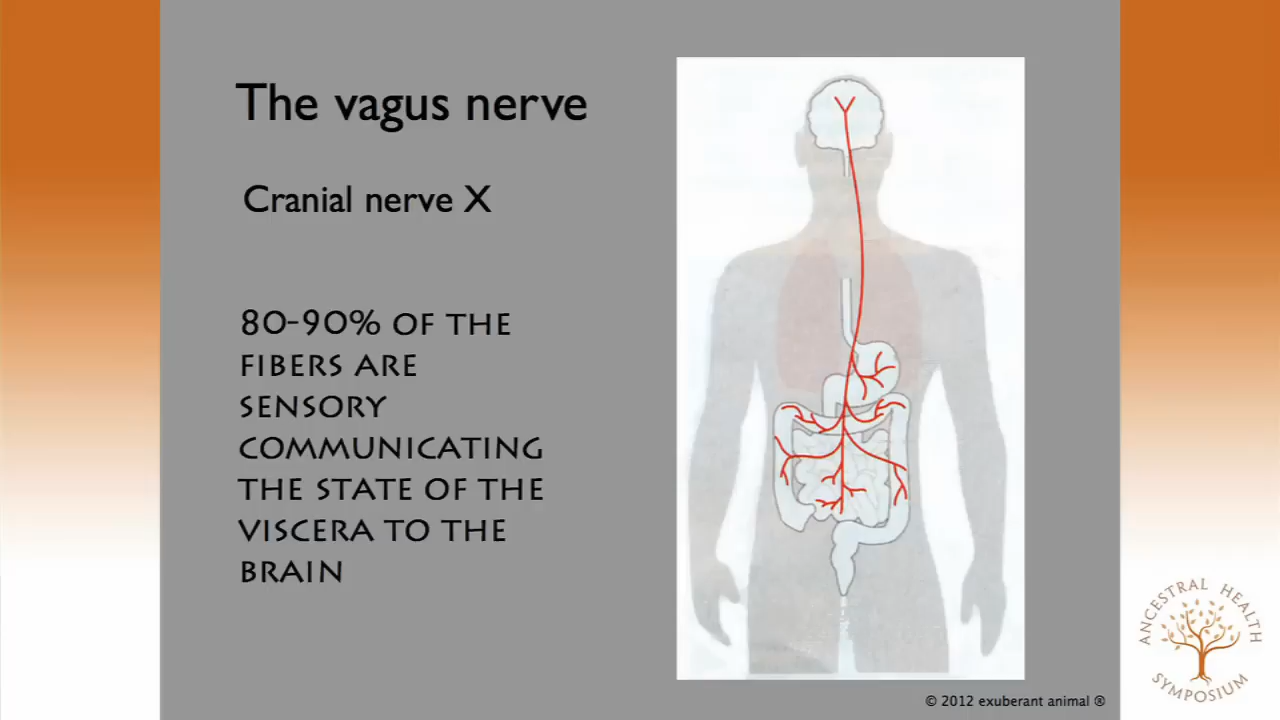 The vagus nerve
Cranial nerve X
80-90% OF THE
FIBERS ARE
SENSORY
COMMUNICATING
THE STATE OF THE
VISCERA TO THE
BRAIN
© 2012 exuberant animal ®
ANCESTRAL HEALTH
SYMPOSIUM